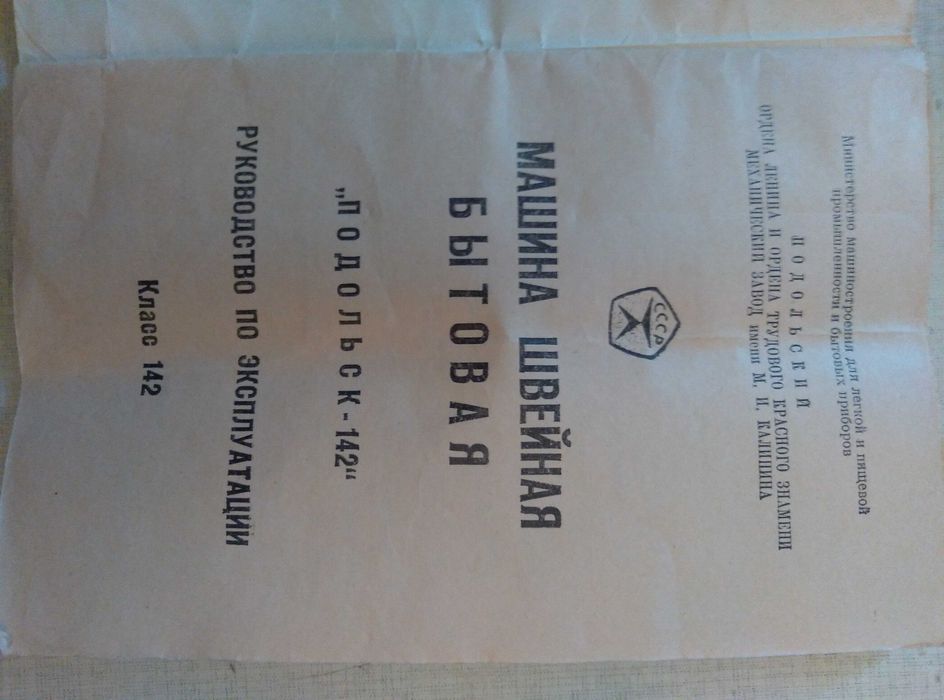 Министерство машиностроения для легкой и пищевой
промышленности и бытовых приборов
ПОДОЛЬСКИЙ
ОРДЕНА ЛЕНИНА И ОРДЕНА ТРУДОВОГО КРАСНОГО ЗНАМЕНИ
МЕХАНИЧЕСКИЙ ЗАВОД имени М. И. КАЛИНИНА
СССР
МАШИНА ШВЕЙНАЯ
БЫТОВАЯ
„ПОДОЛЬСК-142“
РУКОВОДСТВО ПО ЭКСПЛУАТАЦИИ
Класс 142